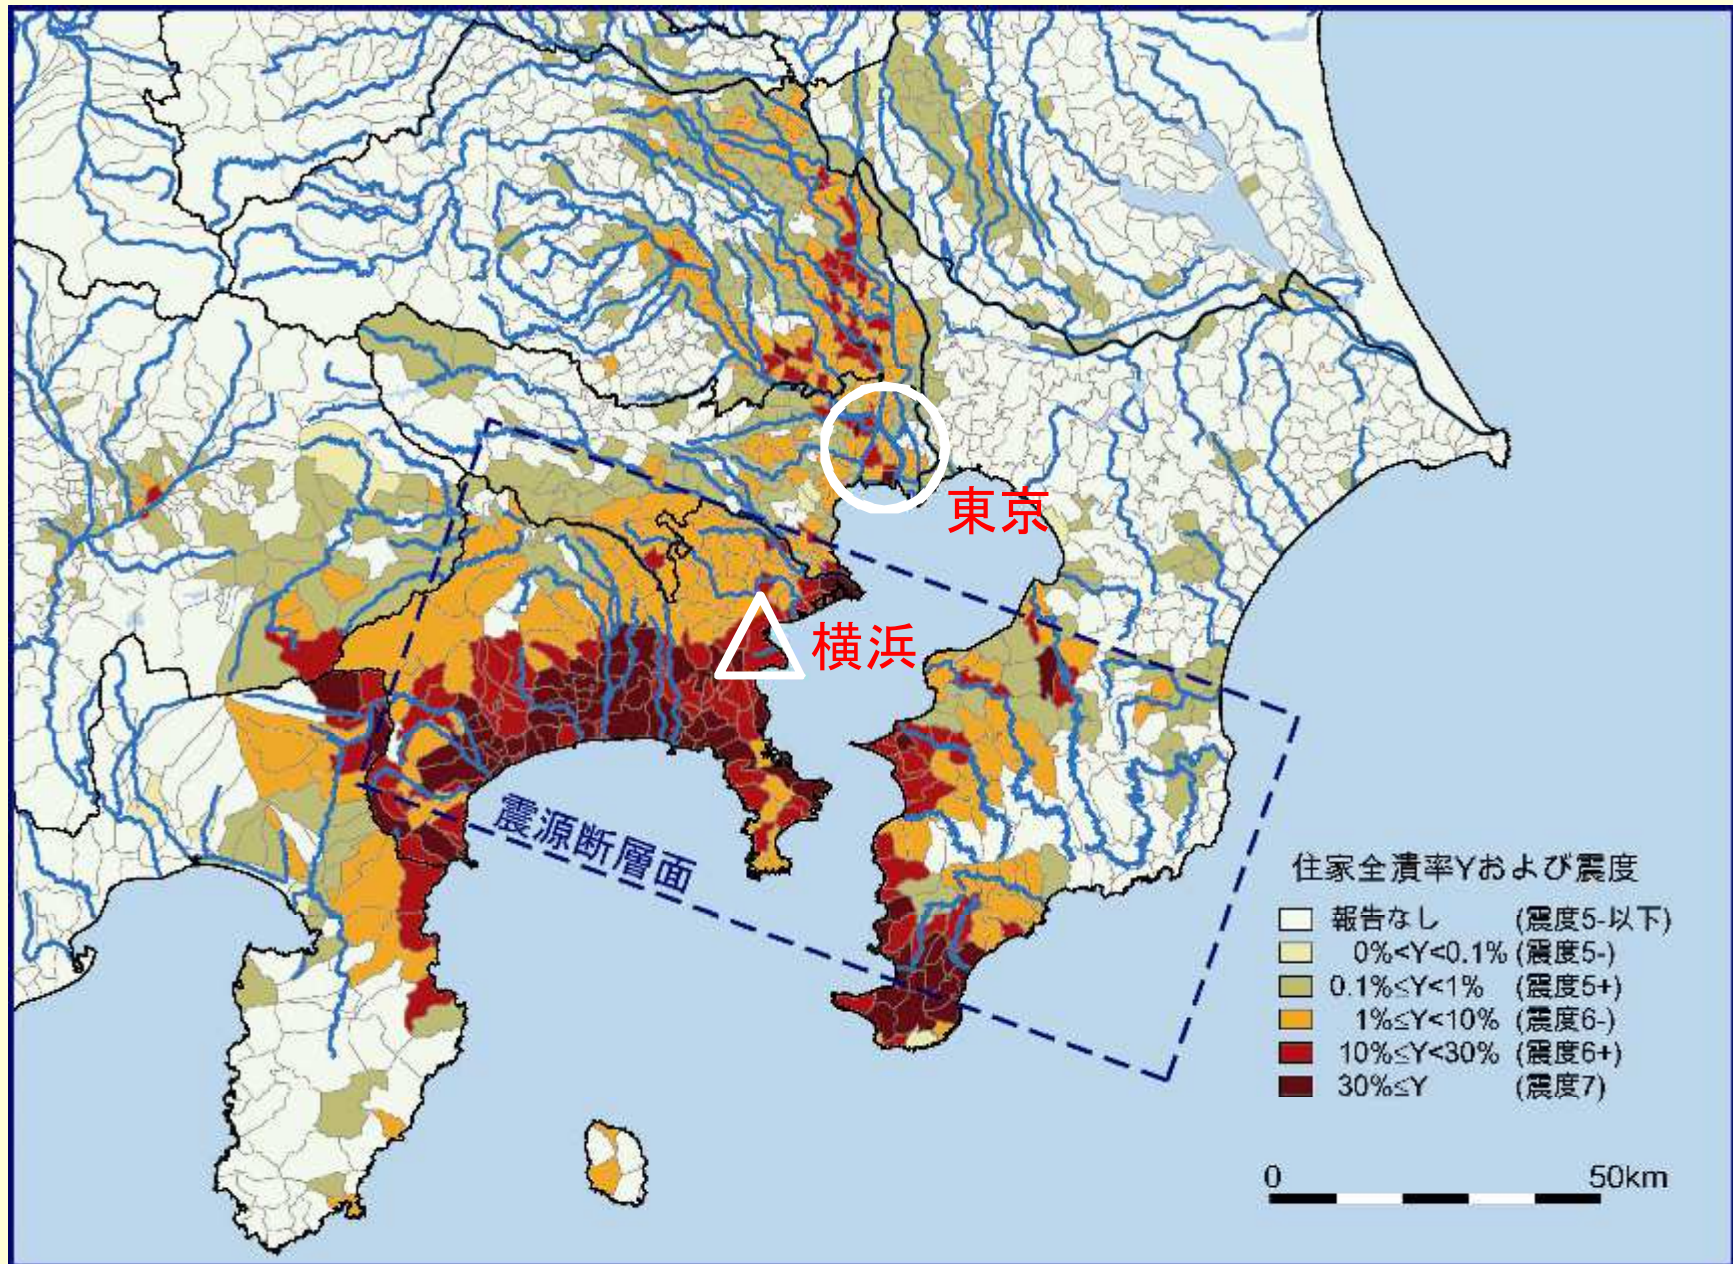 東京
横浜
震源断層面
住家全潰率Yおよび震度
報告なし (震度5-以下)
0%<Y<0.1% (震度5-)
0.1%≤Y<1% (震度5+)
1%≤Y<10% (震度6-)
10%≤Y<30% (震度6+)
30%≤Y (震度7)
0 50km